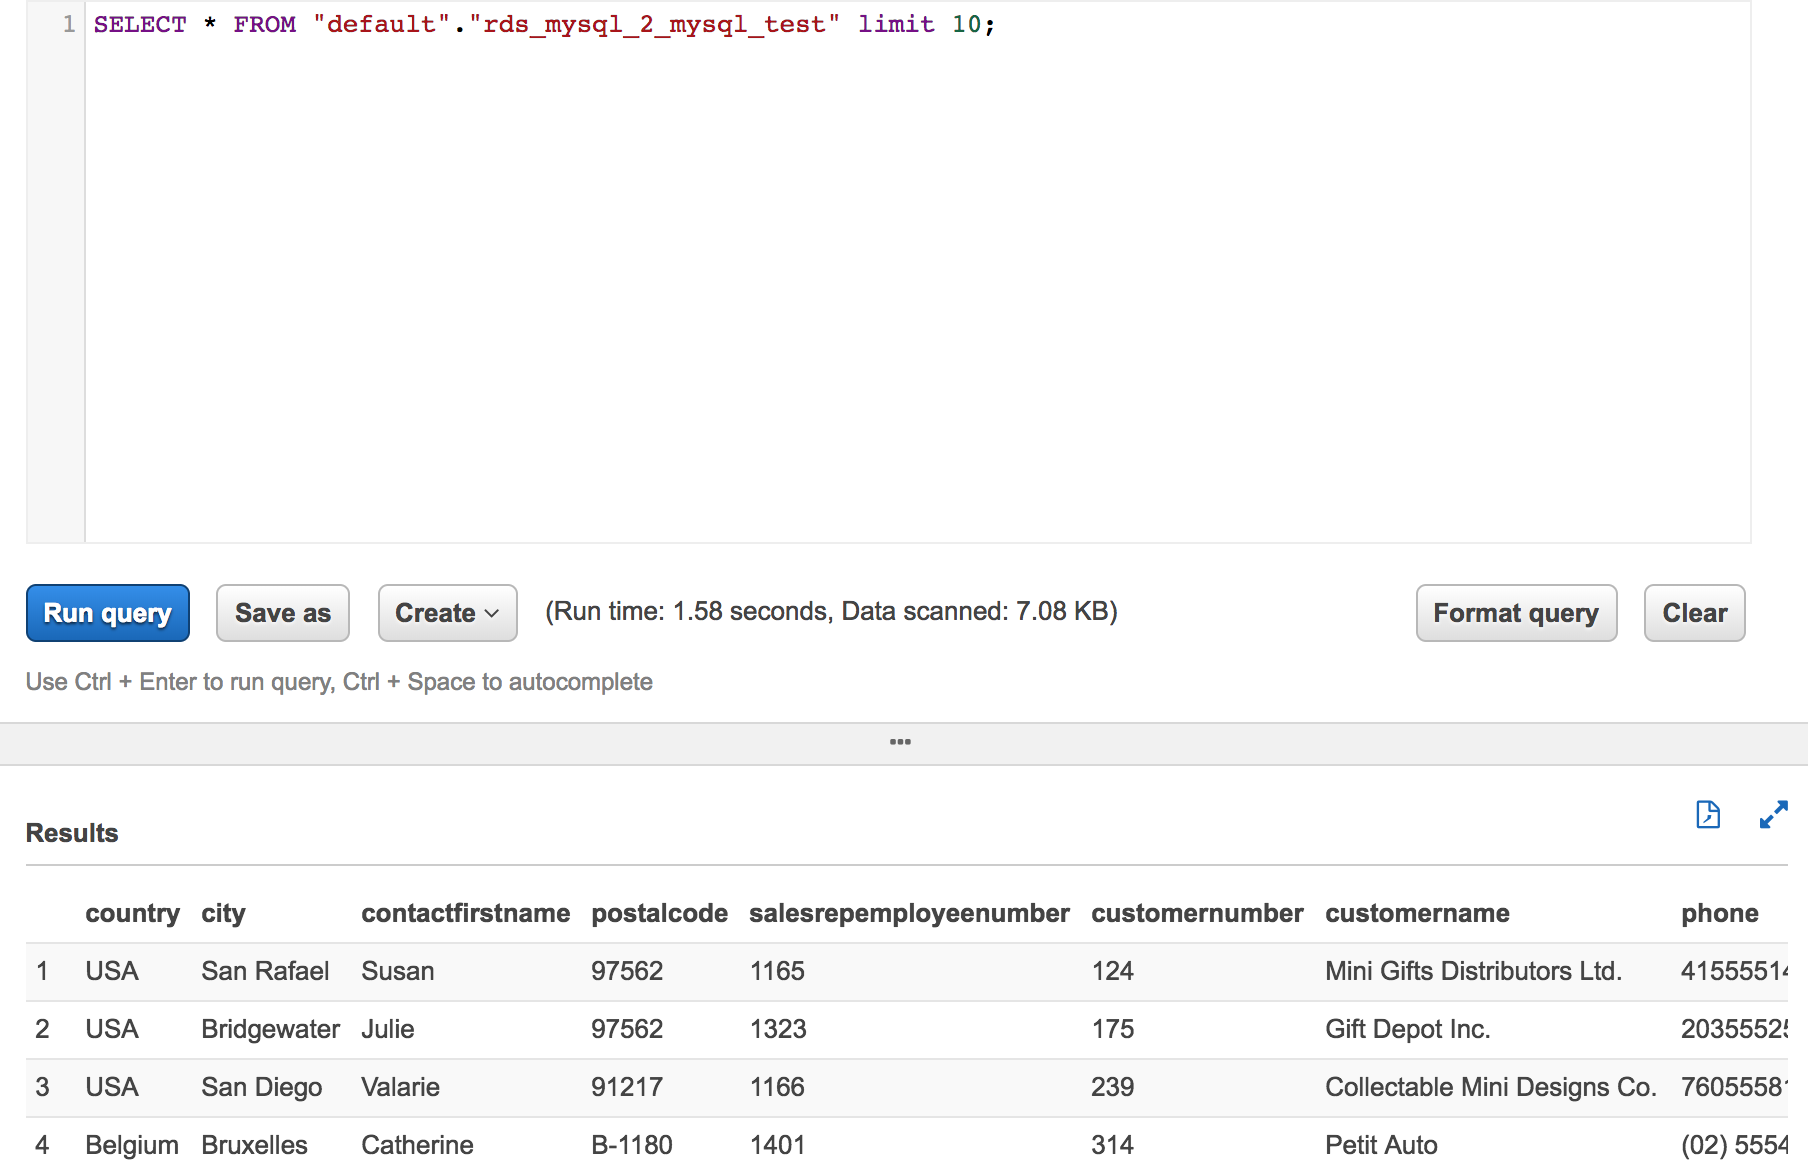 1 SELECT * FROM "default"."rds_mysql_2_mysql_test" limit 10;
Run query Save as Create (Run time: 1.58 seconds, Data scanned: 7.08 KB) Format query Clear
Use Ctrl + Enter to run query, Ctrl + Space to autocomplete
Results
country city contactfirstname postalcode salesrepemployeenumber customernumber customername phone
1 USA San Rafael Susan 97562 1165 124 Mini Gifts Distributors Ltd. 4155551
2 USA Bridgewater Julie 97562 1323 175 Gift Depot Inc. 2035552
3 USA San Diego Valarie 91217 1166 239 Collectable Mini Designs Co. 7605558
4 Belgium Bruxelles Catherine B-1180 1401 314 Petit Auto (02) 5554